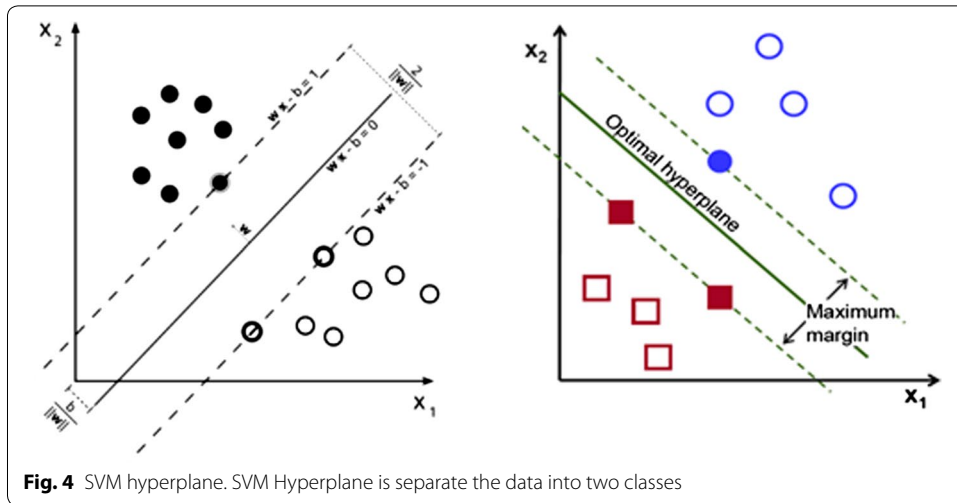 X2
w x - b = 1
2
||w||
w x - b = 0
w x - b = -1
w
b
||w||
X1
x2
Optimal hyperplane
Maximum
margin
x1
Fig. 4 SVM hyperplane. SVM Hyperplane is separate the data into two classes